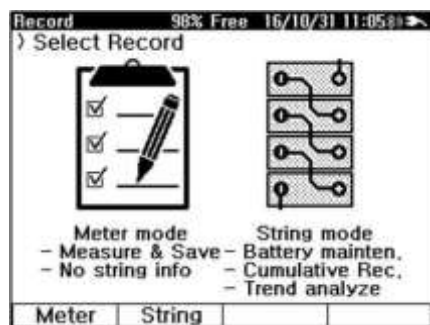 Record 98% Free 16/10/31 11:05
) Select Record
Meter mode
- Measure & Save
- No string info
String mode
- Battery mainten.
- Cumulative Rec.
- Trend analyze
Meter String